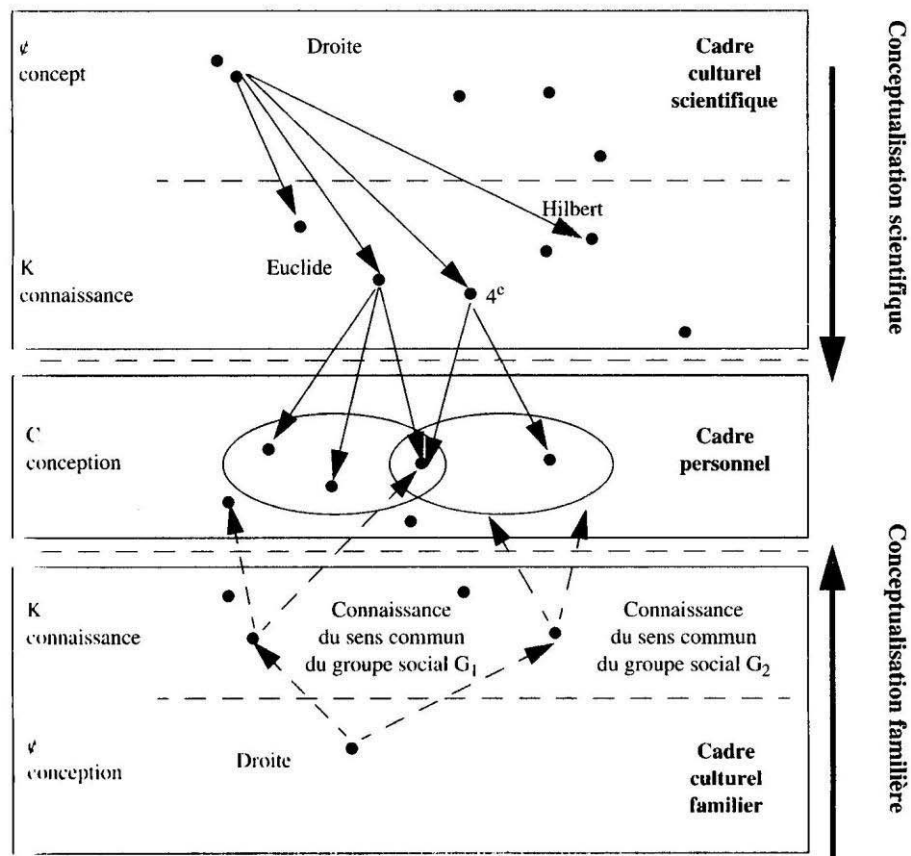 ¢
concept
Droite
Cadre
culturel
scientifique
Hilbert
Euclide
K
connaissance
4e
C
conception
Cadre
personnel
K
connaissance
Connaissance
du sens commun
du groupe social G1
Connaissance
du sens commun
du groupe social G2
¢
conception
Droite
Cadre
culturel
familier
Conceptualisation scientifique
Conceptualisation familière